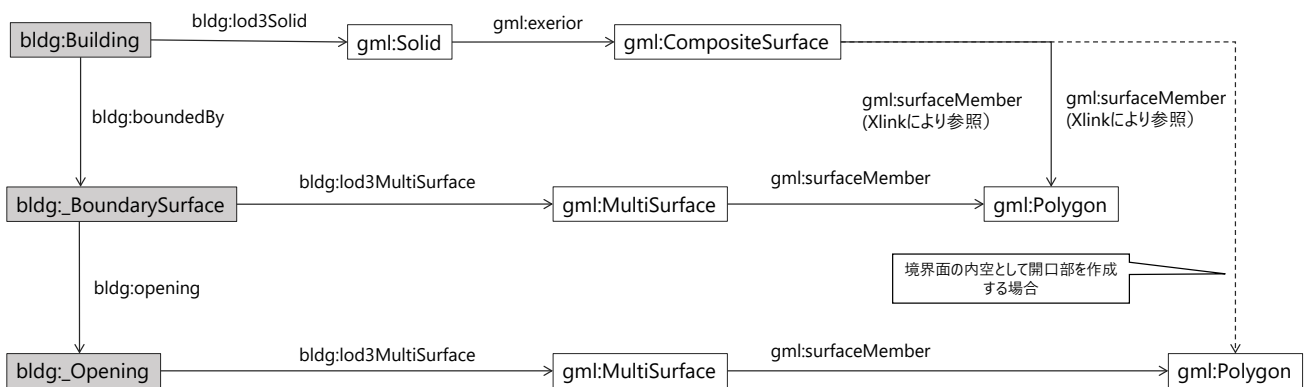 bldg:lod3Solid
gml:exerior
bldg:Building
gml:Solid
gml:CompositeSurface
bldg:boundedBy
gml:surfaceMember
(Xlinkにより参照）
gml:surfaceMember
(Xlinkにより参照）
bldg:lod3MultiSurface
gml:surfaceMember
bldg:_BoundarySurface
gml:MultiSurface
gml:Polygon
境界面の内空として開口部を作成
する場合
bldg:opening
bldg:lod3MultiSurface
gml:surfaceMember
bldg:_Opening
gml:MultiSurface
gml:Polygon